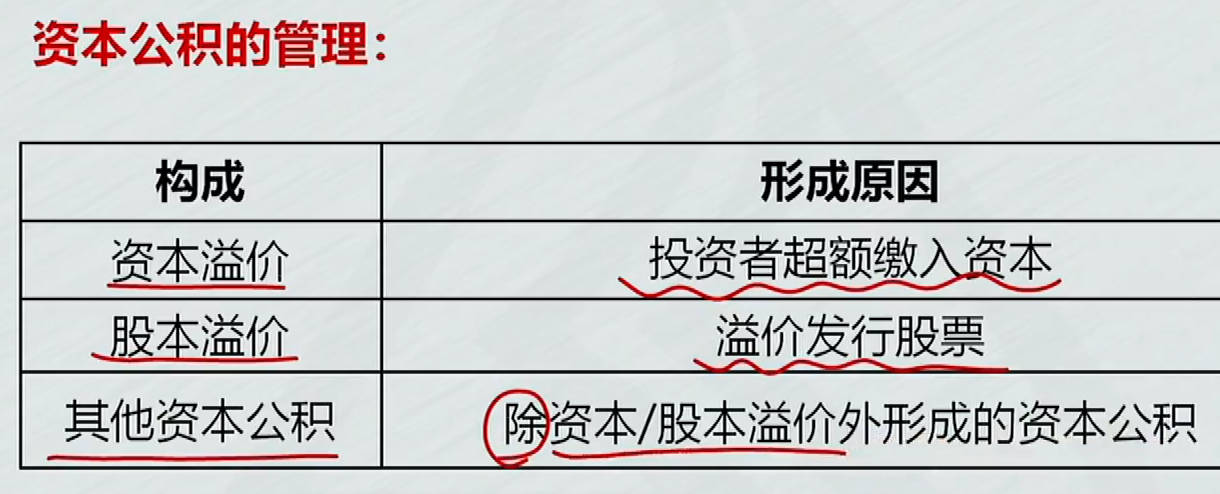 资本公积的管理：
构成 形成原因
资本溢价 投资者超额缴入资本
股本溢价 溢价发行股票
其他资本公积 除资本/股本溢价外形成的资本公积